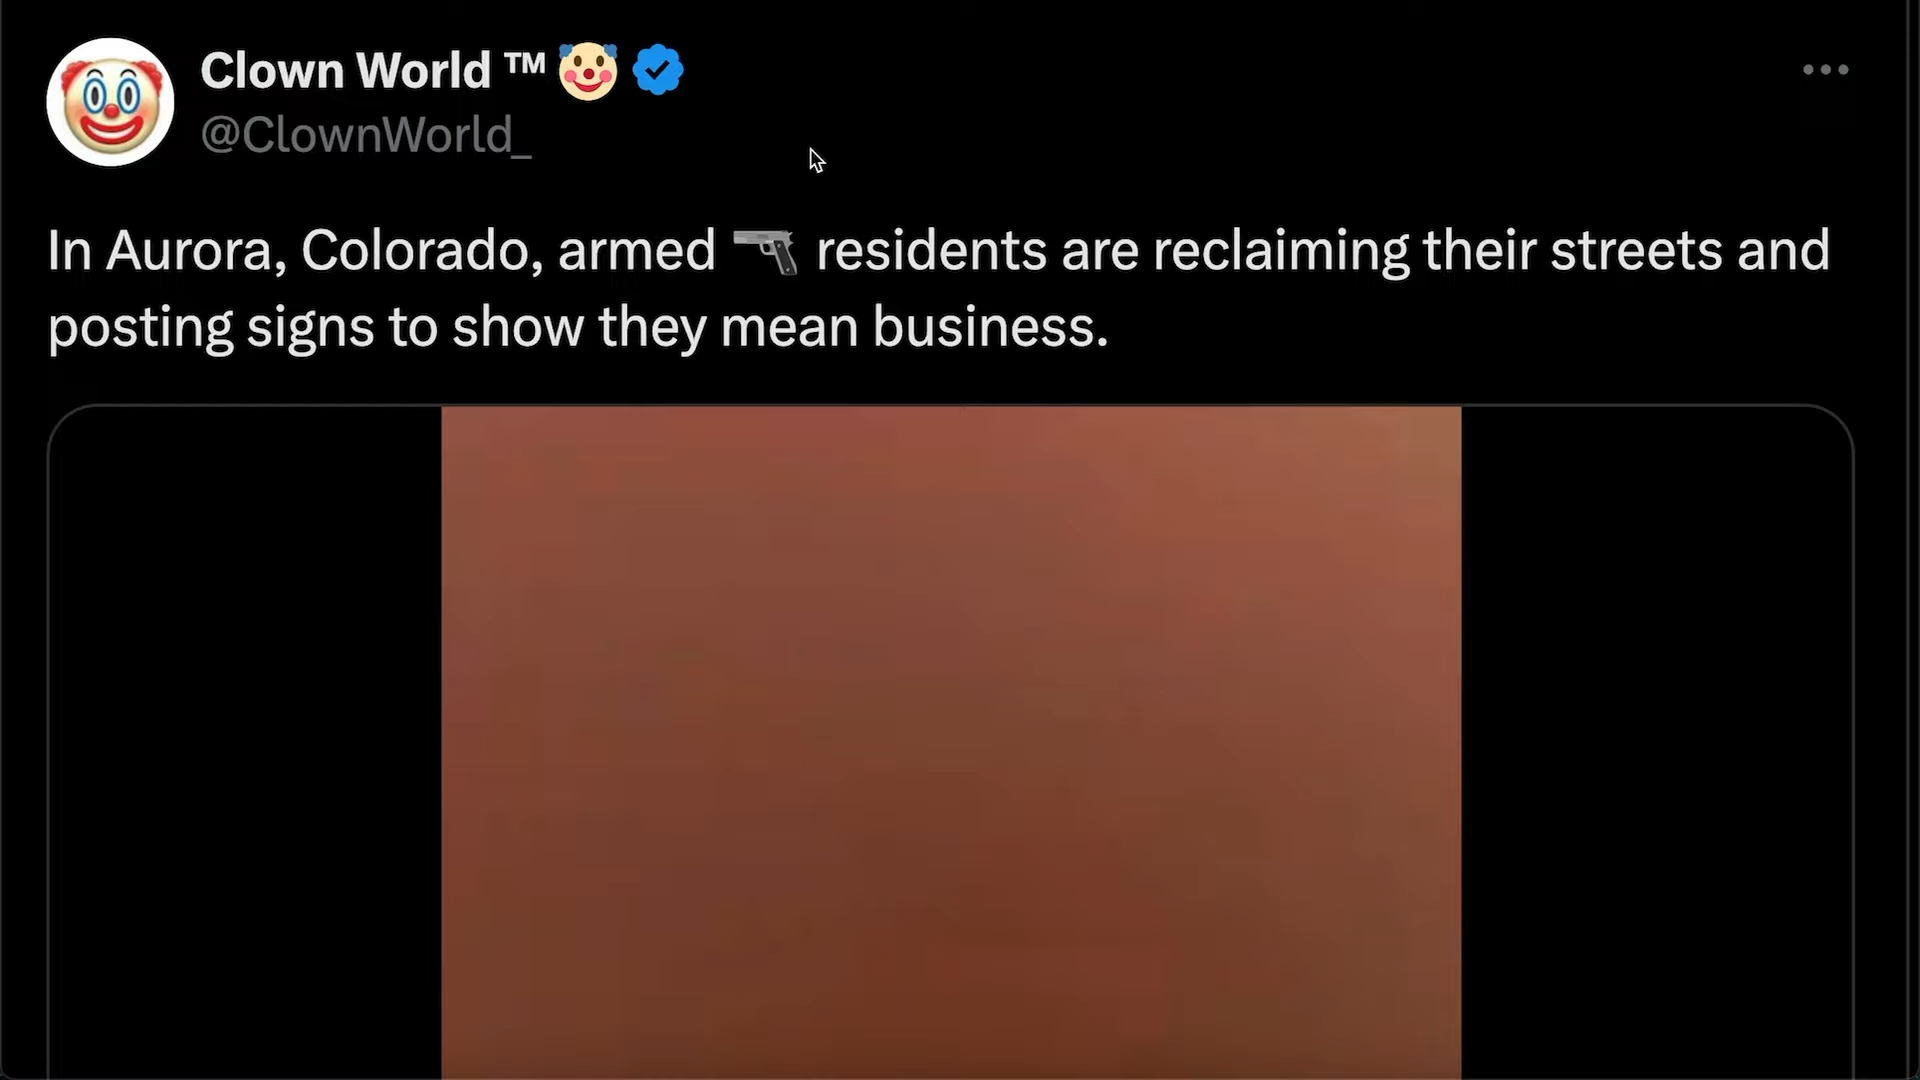 Clown World ™ 🤡
@ClownWorld_
In Aurora, Colorado, armed 🔫 residents are reclaiming their streets and
posting signs to show they mean business.